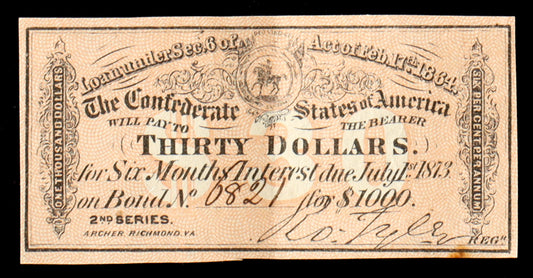 Loan under Sec. 6 of Act of Feb. 17th 1864.
The Confederate States of America
WILL PAY TO THE BEARER
THIRTY DOLLARS.
for Six Months Interest due July 1st 1873
on Bond No. 6821 for $1000.
2ND SERIES.
ARCHER, RICHMOND, VA
Ro. Tyler REGR
ONE THOUSAND DOLLARS
SIX PER CENT PER ANNUM
$30